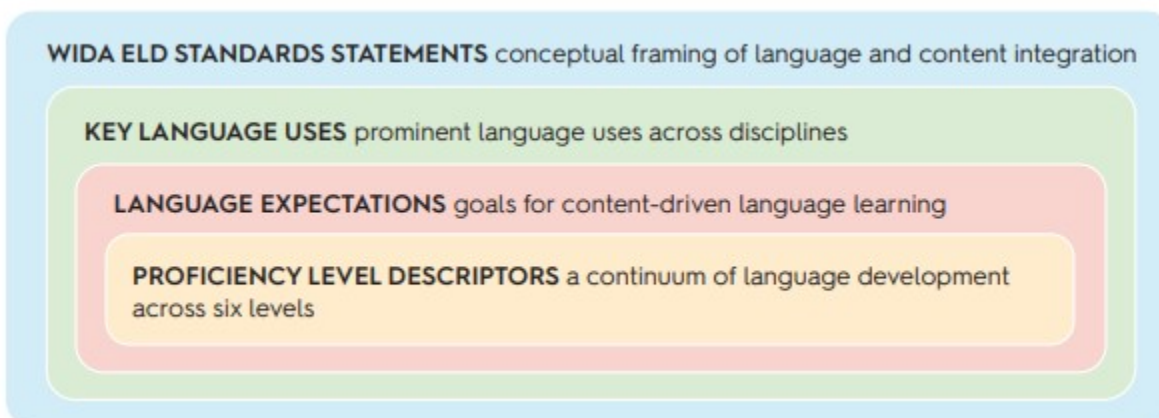 WIDA ELD STANDARDS STATEMENTS conceptual framing of language and content integration
KEY LANGUAGE USES prominent language uses across disciplines
LANGUAGE EXPECTATIONS goals for content-driven language learning
PROFICIENCY LEVEL DESCRIPTORS a continuum of language development
across six levels